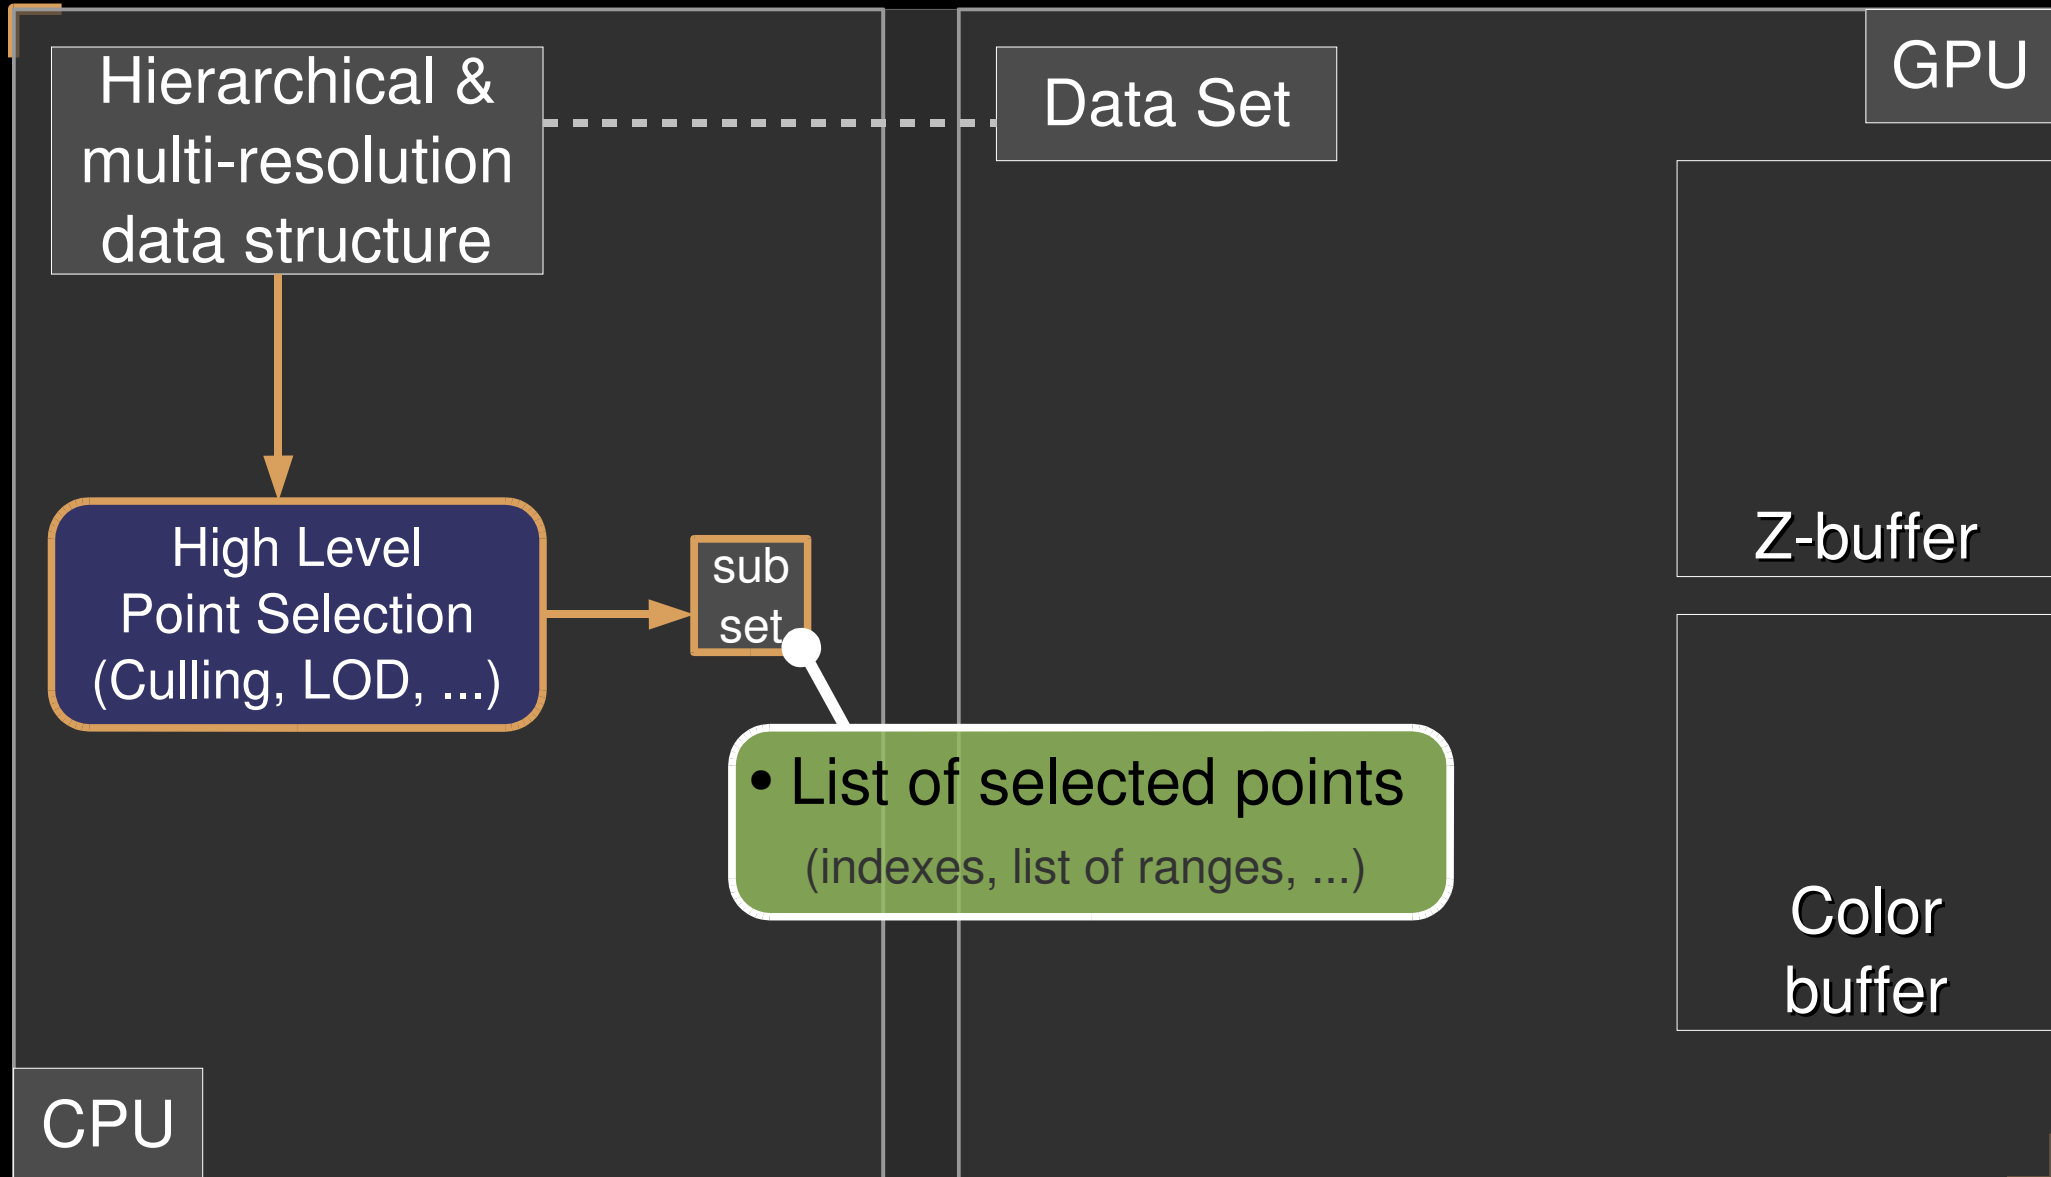 Hierarchical &
multi-resolution
data structure
Data Set
GPU
Z-buffer
High Level
Point Selection
(Culling, LOD, ...)
sub
set
• List of selected points
(indexes, list of ranges, ...)
Color
buffer
CPU